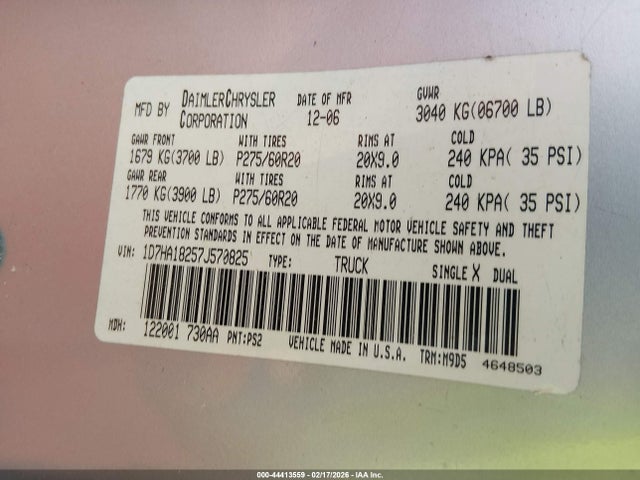 MFD BY DAIMLERCHRYSLER CORPORATION DATE OF MFR 12-06 GVWR 3040 KG(06700 LB)
GAWR FRONT WITH TIRES RIMS AT COLD
1679 KG(3700 LB) P275/60R20 20X9.0 240 KPA( 35 PSI)
GAWR REAR WITH TIRES RIMS AT COLD
1770 KG(3900 LB) P275/60R20 20X9.0 240 KPA( 35 PSI)
THIS VEHICLE CONFORMS TO ALL APPLICABLE FEDERAL MOTOR VEHICLE SAFETY AND THEFT
PREVENTION STANDARDS IN EFFECT ON THE DATE OF MANUFACTURE SHOWN ABOVE.
VIN: 1D7HA18257J570825 TYPE: TRUCK SINGLE X DUAL
MDH: 122001 730AA PNT:PS2 VEHICLE MADE IN U.S.A. TRM:M9D5 4648503
000-44413559 - 02/17/2026 - IAA Inc.